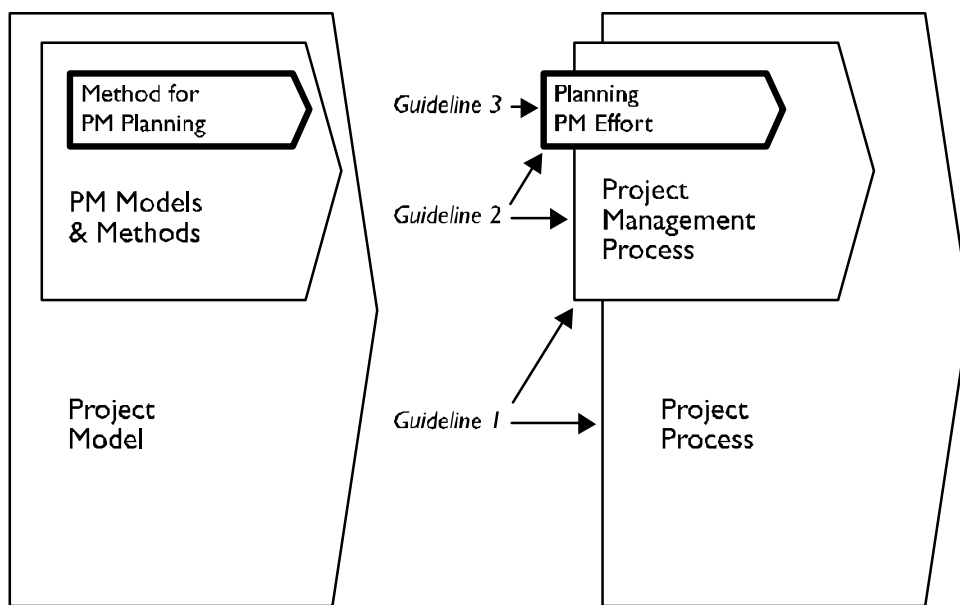 Method for
PM Planning
PM Models
& Methods
Project
Model
Guideline 3
Guideline 2
Guideline 1
Planning
PM Effort
Project
Management
Process
Project
Process